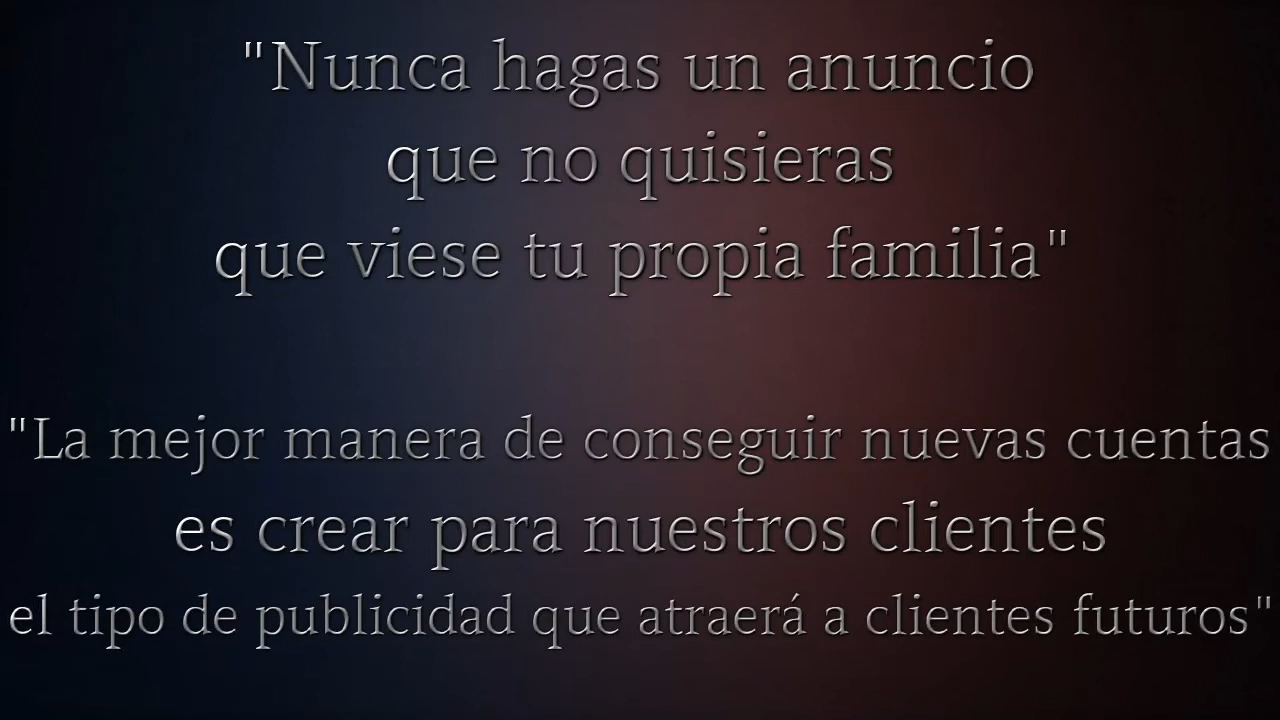 "Nunca hagas un anuncio
que no quisieras
que viese tu propia familia"
"La mejor manera de conseguir nuevas cuentas
es crear para nuestros clientes
el tipo de publicidad que atraerá a clientes futuros"